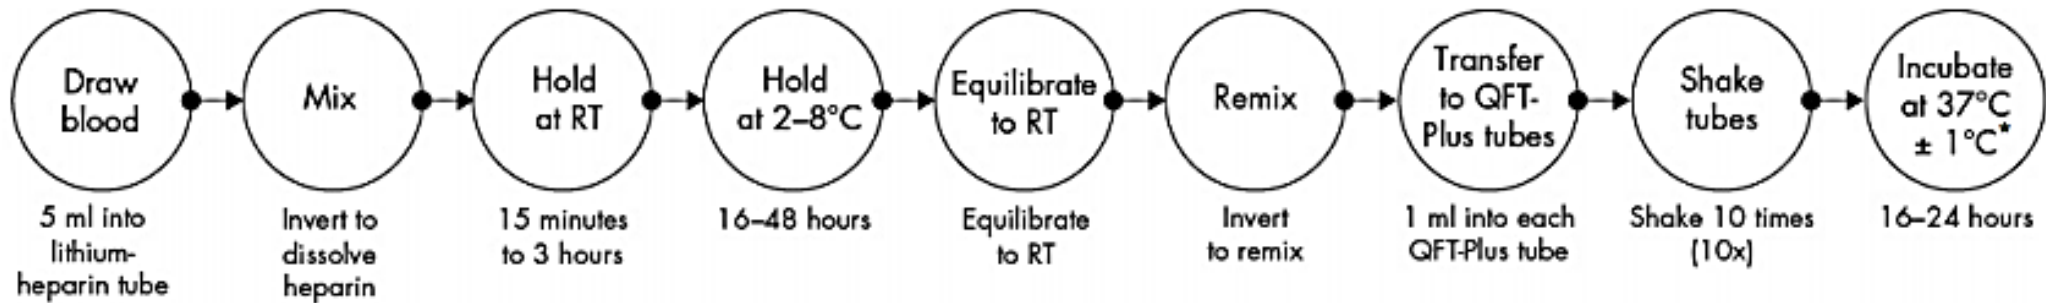 Draw
blood
Mix
Hold
at RT
Hold
at 2–8°C
Equilibrate
to RT
Remix
Transfer
to QFT-
Plus tubes
Shake
tubes
Incubate
at 37°C
± 1°C*
5 ml into
lithium-
heparin tube
Invert to
dissolve
heparin
15 minutes
to 3 hours
16–48 hours
Equilibrate
to RT
Invert
to remix
1 ml into each
QFT-Plus tube
Shake 10 times
(10x)
16–24 hours